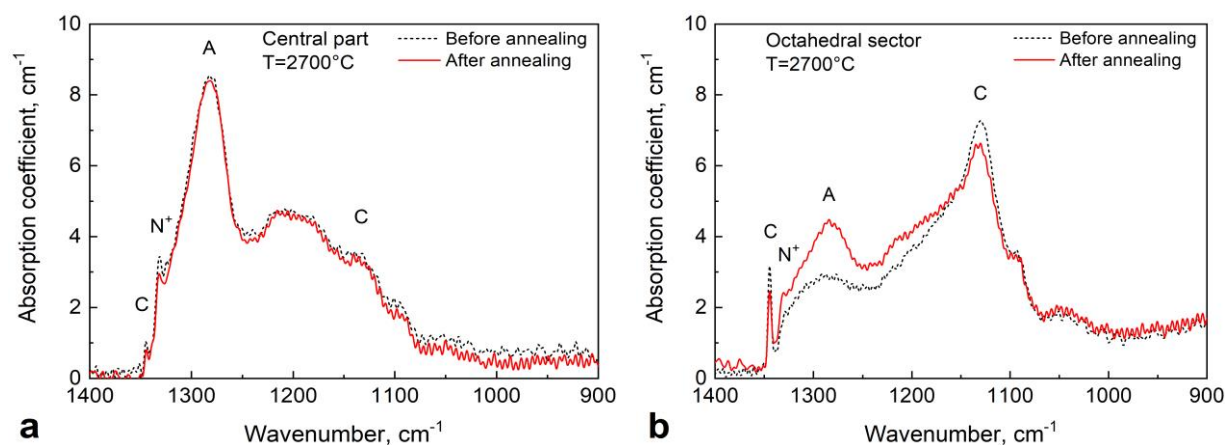 10
8
6
4
2
0
Absorption coefficient, cm⁻¹
A
N⁺
C
C
Central part
T=2700°C
Before annealing
After annealing
1400 1300 1200 1100 1000 900
Wavenumber, cm⁻¹
a
10
8
6
4
2
0
Absorption coefficient, cm⁻¹
Octahedral sector
T=2700°C
Before annealing
After annealing
C
A
C
N⁺
1400 1300 1200 1100 1000 900
Wavenumber, cm⁻¹
b